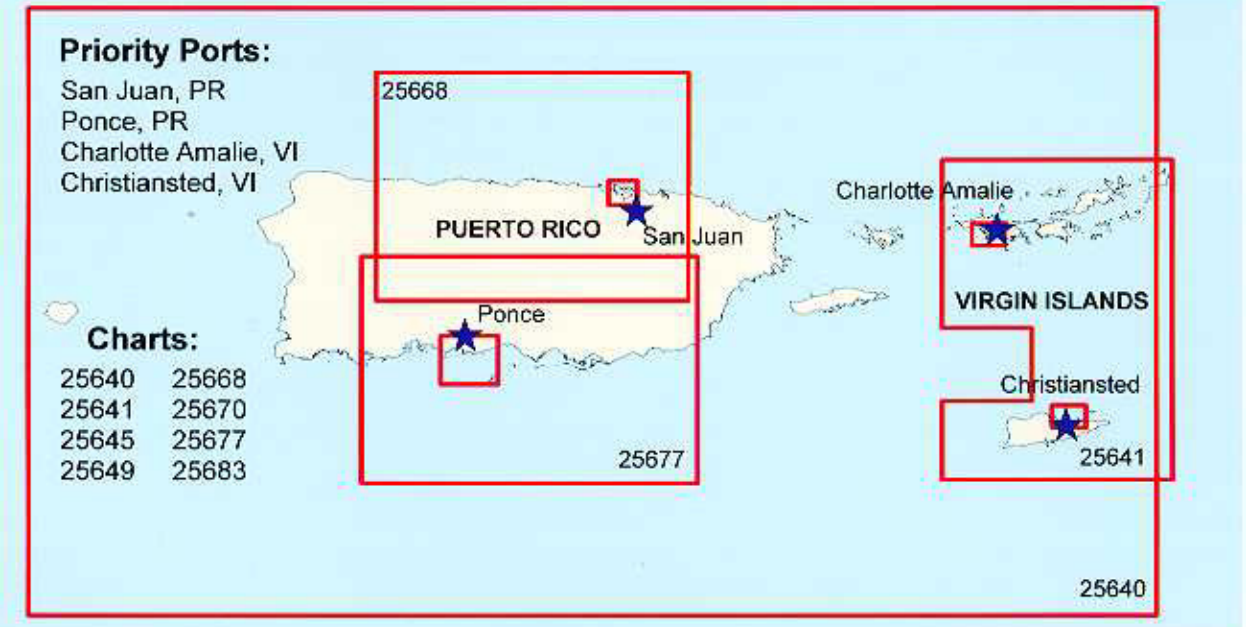 Priority Ports:
San Juan, PR
Ponce, PR
Charlotte Amalie, VI
Christiansted, VI
25668
Charlotte Amalie
PUERTO RICO
San Juan
VIRGIN ISLANDS
Ponce
Charts:
25640 25668
25641 25670
25645 25677
25649 25683
Christiansted
25677
25641
25640